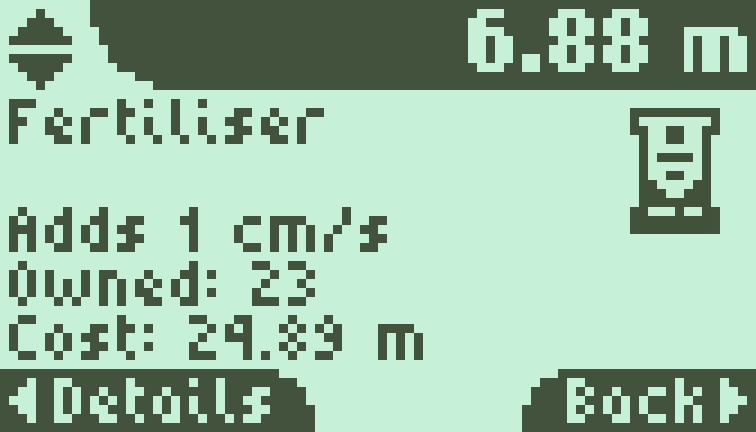 6.88 m
Fertiliser
Adds 1 cm/s
Owned: 23
Cost: 29.89 m
Details
Back